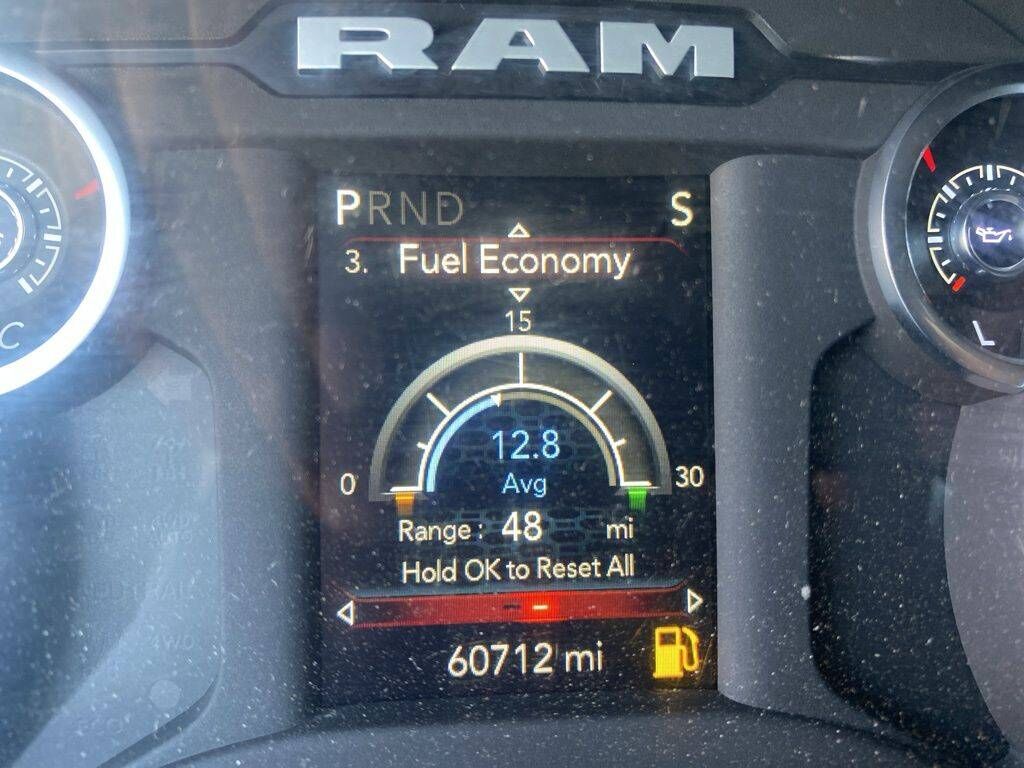 RAM
PRND S
3. Fuel Economy
15
12.8
Avg
0 30
Range : 48 mi
Hold OK to Reset All
60712 mi
C
L